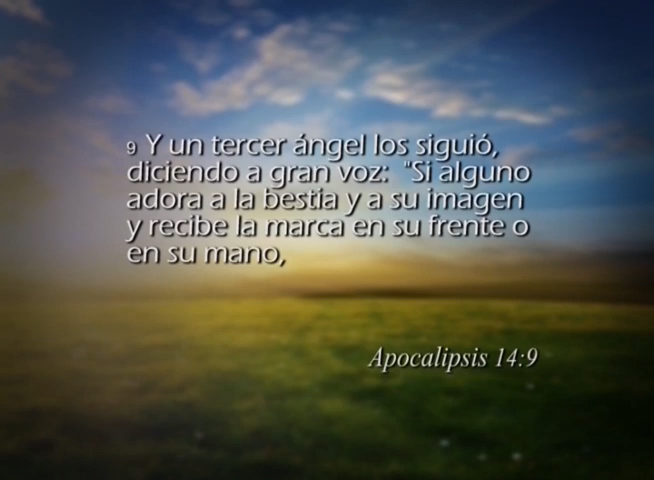 9 Y un tercer ángel los siguió,
diciendo a gran voz:  "Si alguno
adora a la bestia y a su imagen
y recibe la marca en su frente o
en su mano,
Apocalipsis 14:9